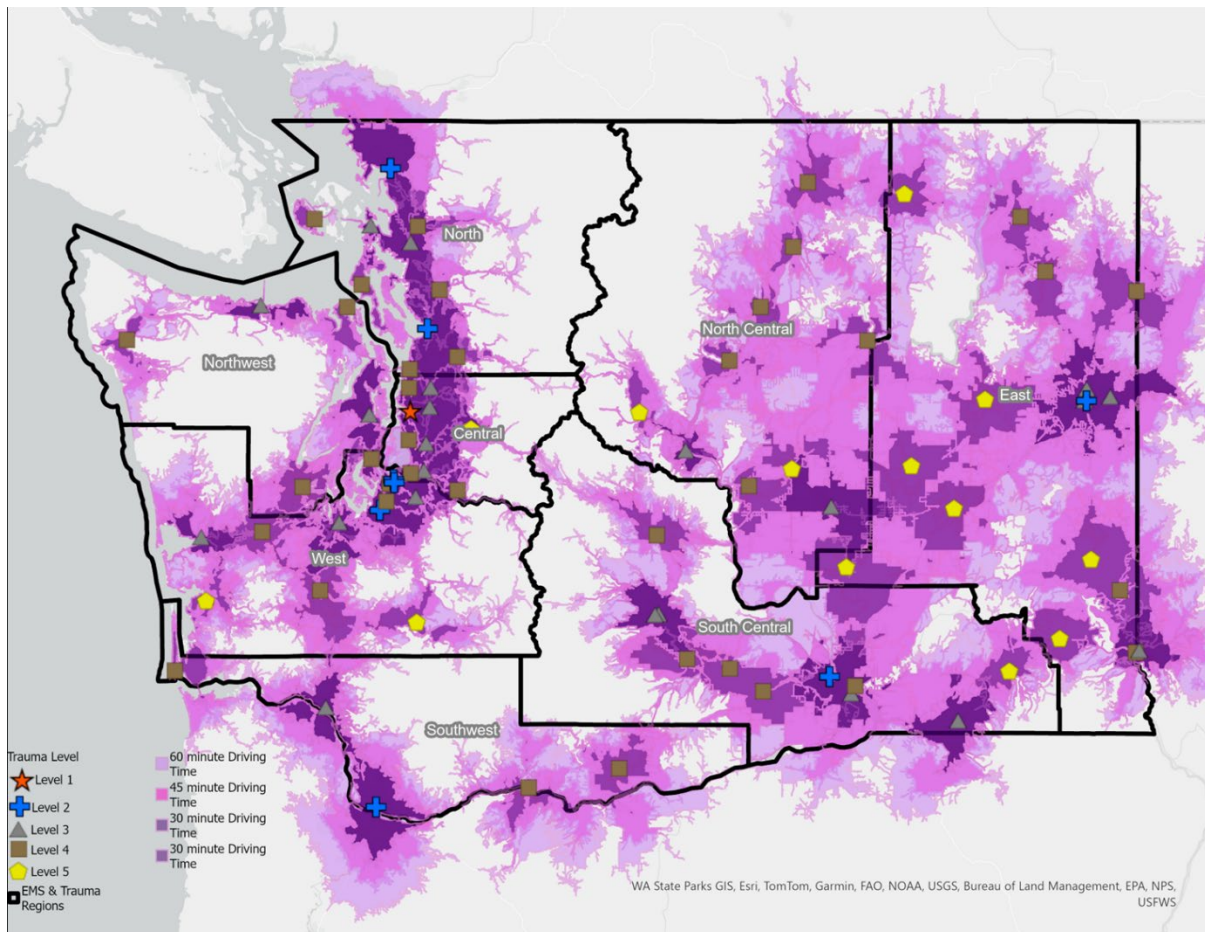 North
North Central
Northwest
East
Central
West
South Central
Southwest
Trauma Level
Level 1
Level 2
Level 3
Level 4
Level 5
EMS & Trauma
Regions
60 minute Driving
Time
45 minute Driving
Time
30 minute Driving
Time
30 minute Driving
Time
WA State Parks GIS, Esri, TomTom, Garmin, FAO, NOAA, USGS, Bureau of Land Management, EPA, NPS,
USFWS